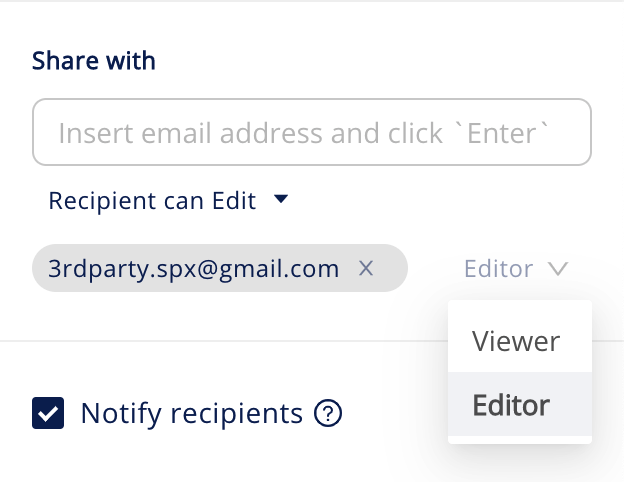 Share with
Insert email address and click `Enter`
Recipient can Edit
3rdparty.spx@gmail.com
Editor
Viewer
Editor
Notify recipients